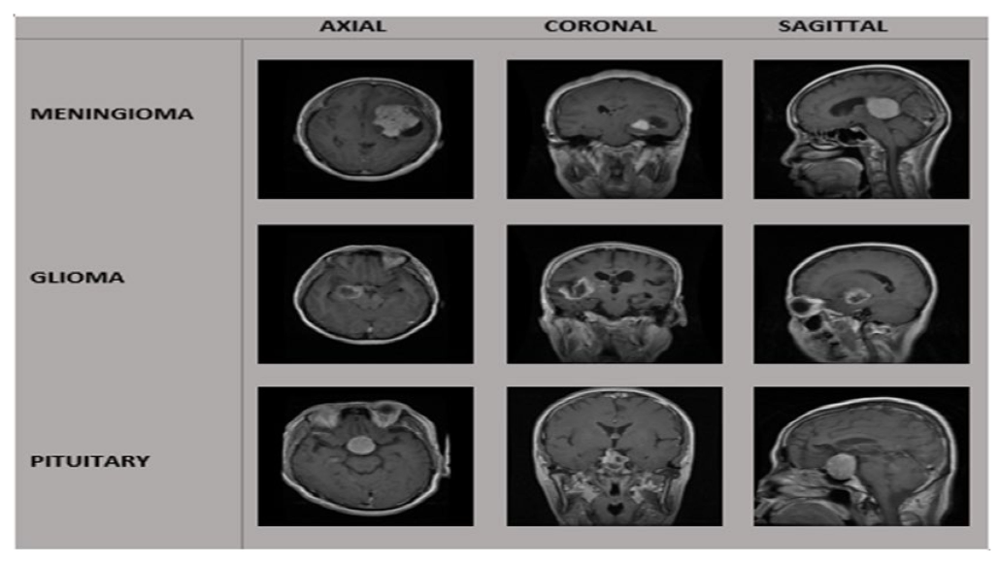 AXIAL CORONAL SAGITTAL
MENINGIOMA
GLIOMA
PITUITARY